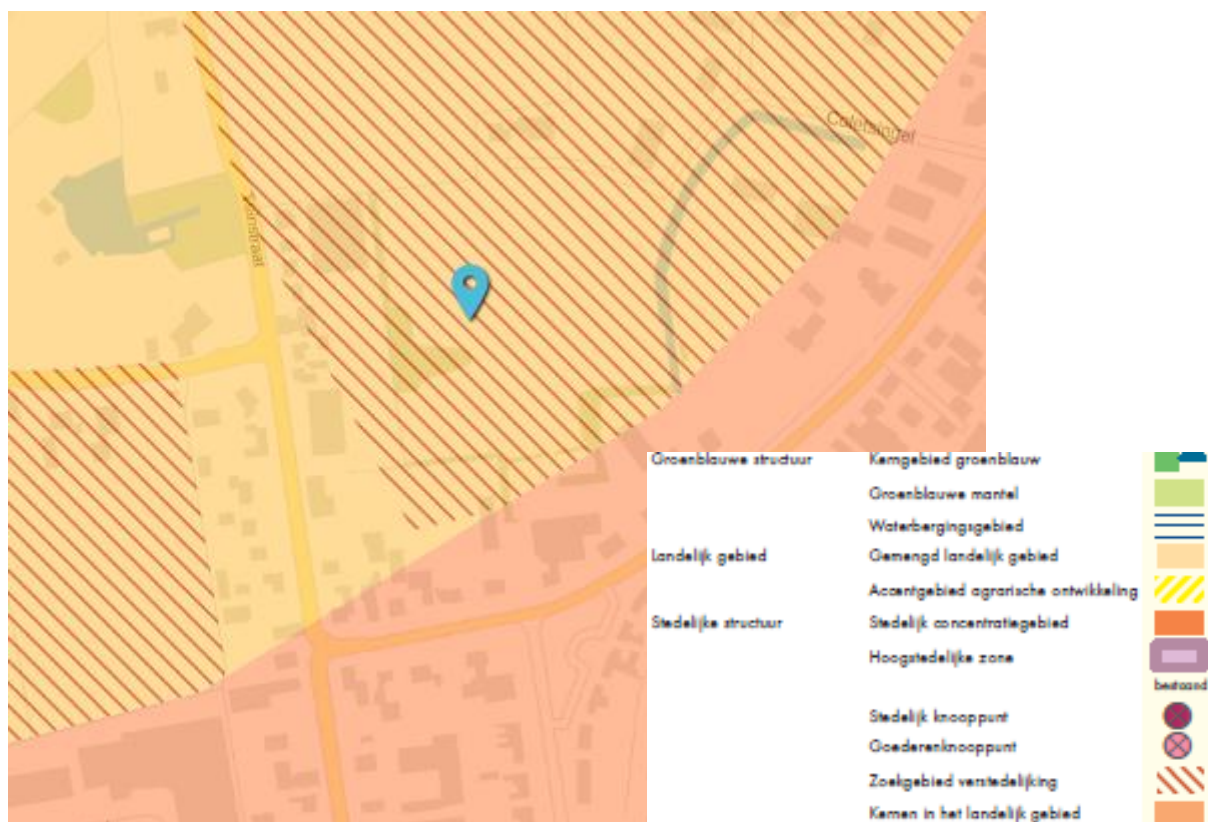 Coletsingel
Groenblauwe structuur Kerngebied groenblauw
Groenblauwe mantel
Waterbergingsgebied
Landelijk gebied Gemengd landelijk gebied
Accentgebied agrarische ontwikkeling
Stedelijke structuur Stedelijk concentratiegebied
Hoogstedelijke zone
bestaand
Stedelijk knooppunt
Goederenknooppunt
Zoekgebied verstedelijking
Kernen in het landelijk gebied